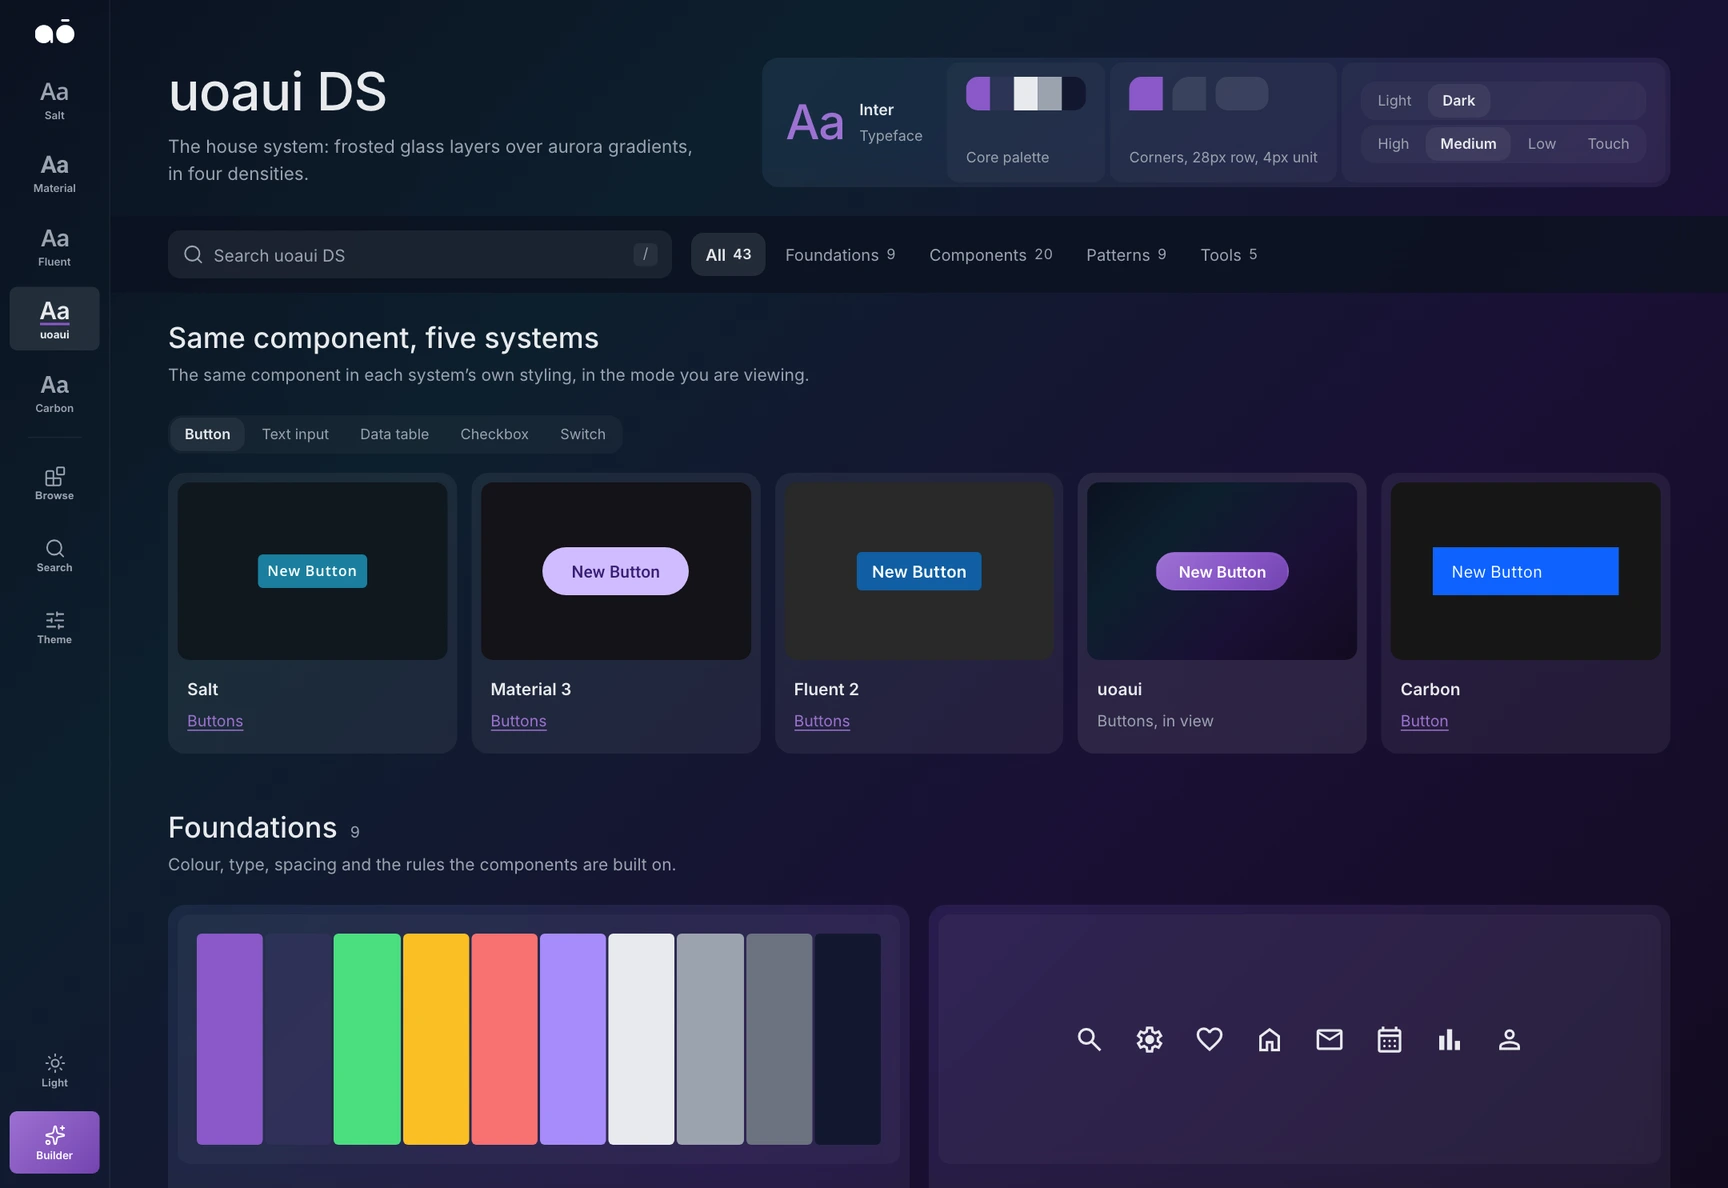 Aa
Salt
Aa
Material
Aa
Fluent
Aa
uoaui
Aa
Carbon
Browse
Search
Theme
Light
Builder
uoaui DS
The house system: frosted glass layers over aurora gradients,
in four densities.
Aa
Inter
Typeface
Core palette
Corners, 28px row, 4px unit
Light Dark
High Medium Low Touch
Search uoaui DS /
All 43 Foundations 9 Components 20 Patterns 9 Tools 5
Same component, five systems
The same component in each system’s own styling, in the mode you are viewing.
Button Text input Data table Checkbox Switch
New Button New Button New Button New Button New Button
Salt Material 3 Fluent 2 uoaui Carbon
Buttons Buttons Buttons Buttons, in view Button
Foundations 9
Colour, type, spacing and the rules the components are built on.